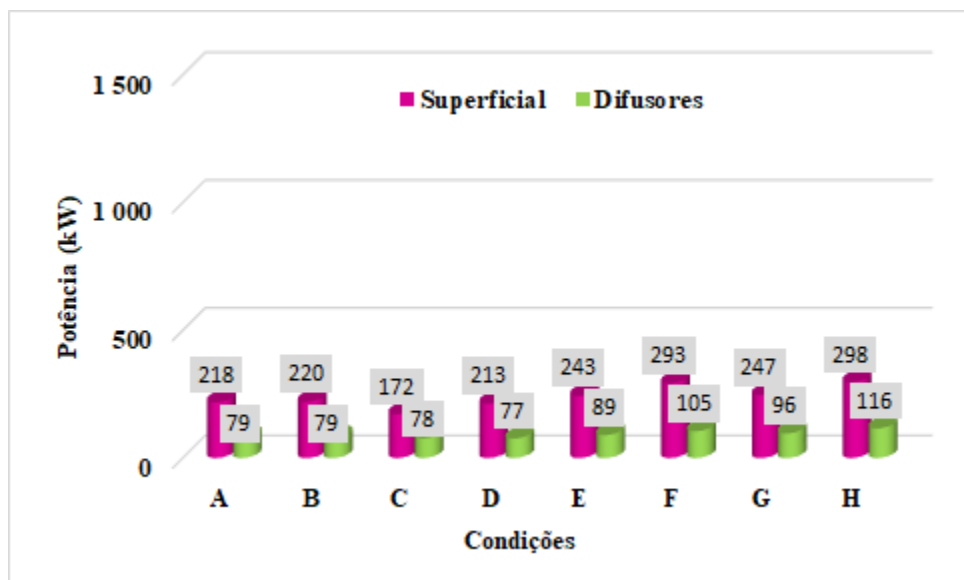 1 500
Superficial Difusores
1 000
Potência (kW)
500
218 79 220 79 172 78 213 77 243 89 293 105 247 96 298 116
0
A B C D E F G H
Condições